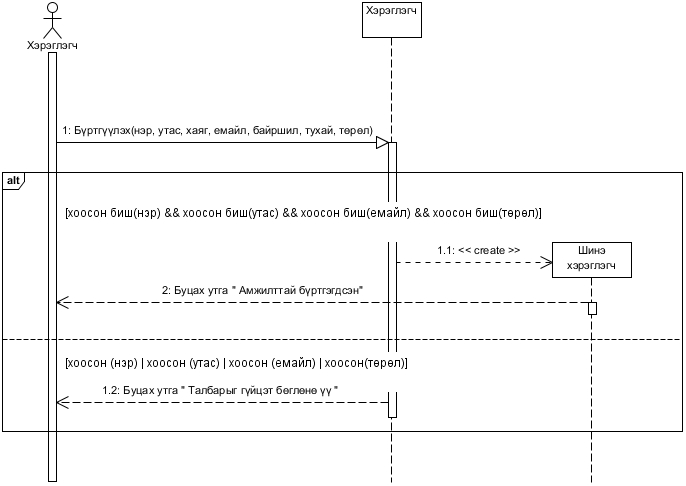 Хэрэглэгч
Хэрэглэгч
1: Бүртгүүлэх(нэр, утас, хаяг, емайл, байршил, тухай, төрөл)
alt
[хоосон биш(нэр) && хоосон биш(утас) && хоосон биш(емайл) && хоосон биш(төрөл)]
1.1: << create >>
Шинэ
хэрэглэгч
2: Буцах утга " Амжилттай бүртгэгдсэн"
[хоосон (нэр) | хоосон (утас) | хоосон (емайл) | хоосон(төрөл)]
1.2: Буцах утга " Талбарыг гүйцэт бөглөнө үү "